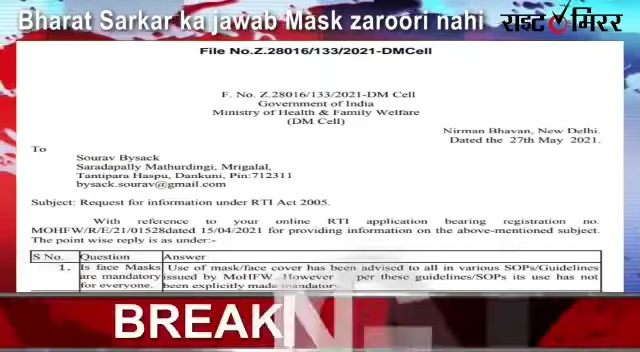 Bharat Sarkar ka jawab Mask zaroori nahi
राइट मिरर
File No.Z.28016/133/2021-DMCell
F. No. Z.28016/133/2021-DM Cell
Government of India
Ministry of Health & Family Welfare
(DM Cell)
Nirman Bhavan, New Delhi.
Dated the 27th May 2021.
To
Sourav Bysack
Saradapally Mathurdingi, Mrigalal,
Tantipara Haspu, Dankuni, Pin:712311
bysack.sourav@gmail.com
Subject: Request for information under RTI Act 2005.
With reference to your online RTI application bearing registration no.
MOHFW/R/E/21/01528dated 15/04/2021 for providing information on the above-mentioned subject.
The point wise reply is as under:-
S No. Question Answer
1. Is face Masks Use of mask/face cover has been advised to all in various SOPs/Guidelines
are mandatory issued by MoHFW. However per these guidelines/SOPs its use has not
for everyone. been explicitly made mandatory
BREAK